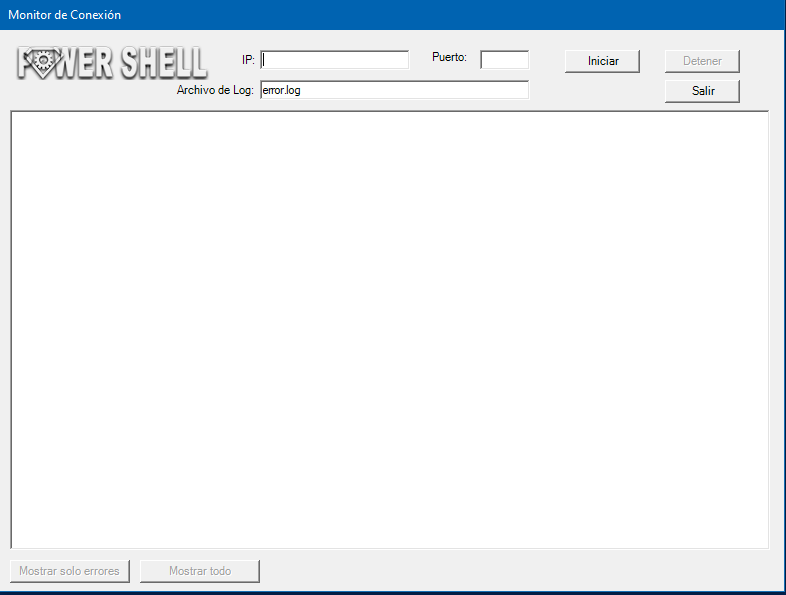 Monitor de Conexión
POWER SHELL
IP:
Puerto:
Iniciar
Detener
Archivo de Log:
error.log
Salir
Mostrar solo errores
Mostrar todo